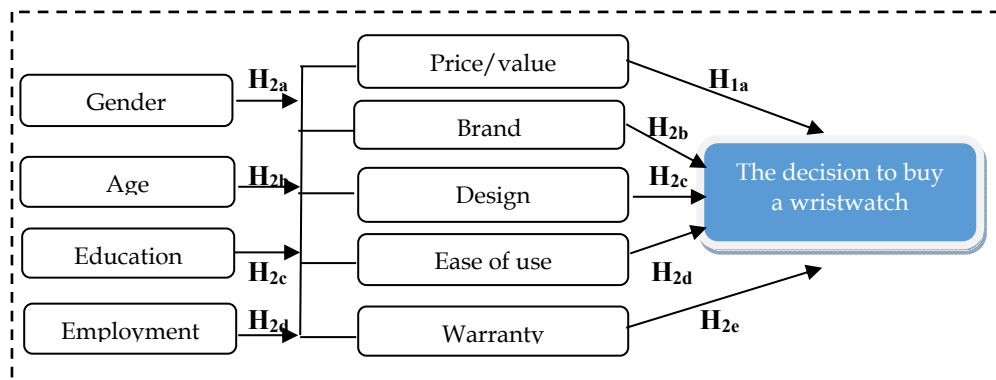 Price/value
H1a
H2a
Gender
Brand
H2b
The decision to buy
a wristwatch
Age
H2b
Design
H2c
Education
H2c
Ease of use
H2d
Employment
H2d
Warranty
H2e